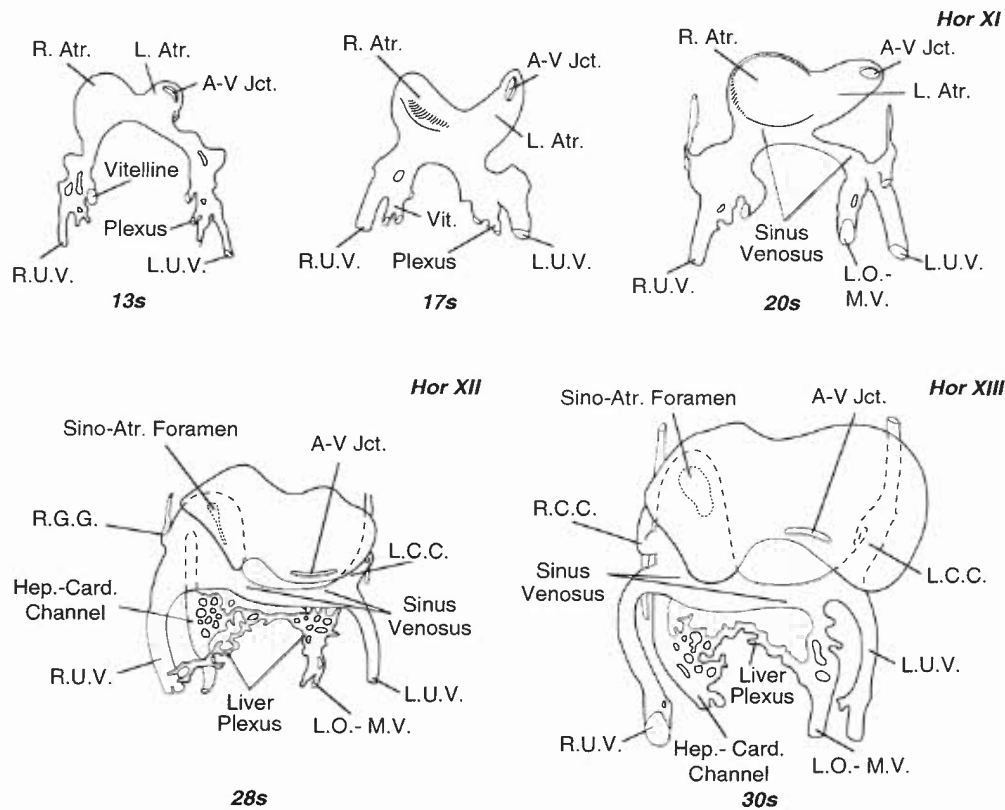 Hor XI
R. Atr.
L. Atr.
A-V Jct.
Vitelline
Plexus
R.U.V.
L.U.V.
13s
R. Atr.
A-V Jct.
L. Atr.
Vit.
R.U.V.
Plexus
L.U.V.
17s
R. Atr.
A-V Jct.
L. Atr.
Sinus
Venosus
R.U.V.
L.O.-
M.V.
L.U.V.
20s
Hor XII
Sino-Atr. Foramen
A-V Jct.
R.G.G.
L.C.C.
Hep.-Card.
Channel
Sinus
Venosus
R.U.V.
Liver
Plexus
L.U.V.
L.O.- M.V.
28s
Hor XIII
Sino-Atr. Foramen
A-V Jct.
R.C.C.
Sinus
Venosus
L.C.C.
Liver
Plexus
L.U.V.
R.U.V.
Hep.- Card.
Channel
L.O.- M.V.
30s